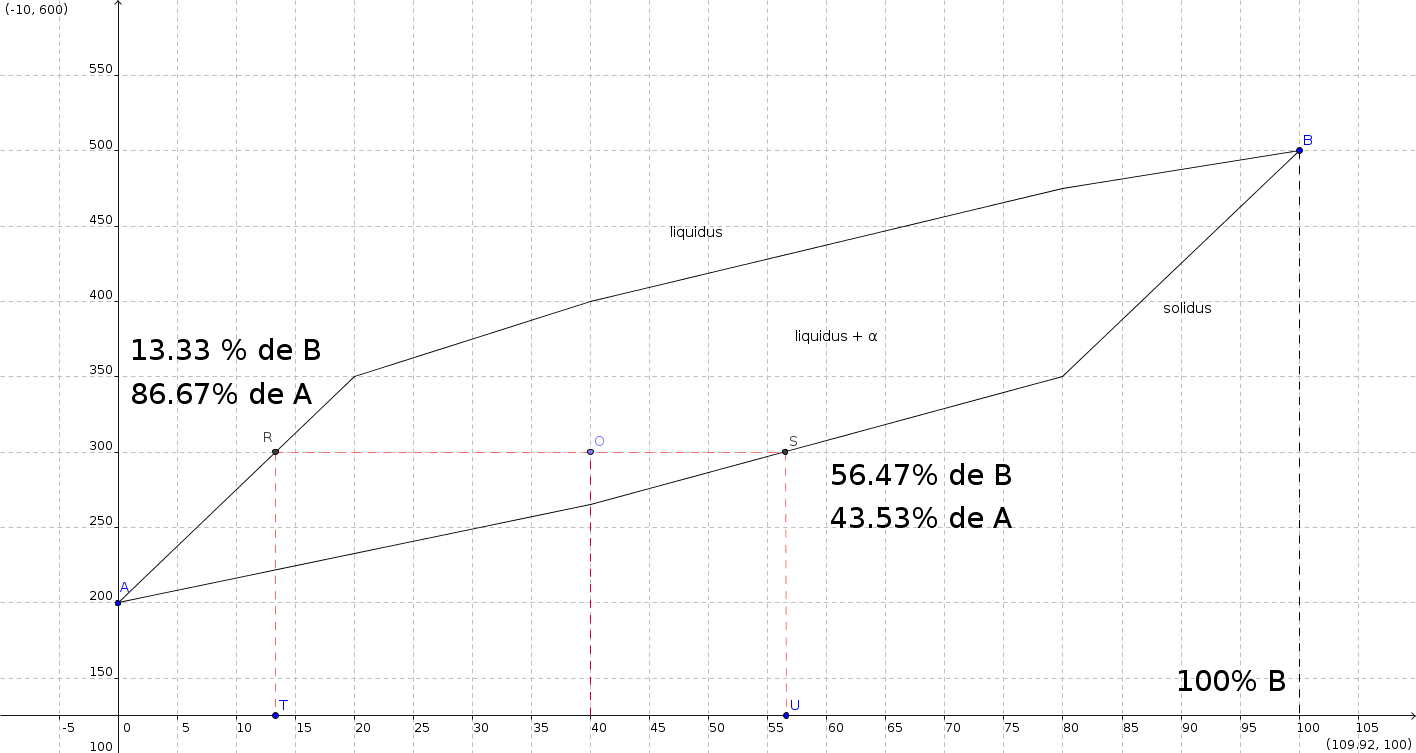 (-10, 600)
550
500
B
450
liquidus
400
solidus
liquidus + α
13.33 % de B
350
86.67% de A
300
R
O
S
56.47% de B
43.53% de A
250
A
200
150
100% B
T
U
-5 0 5 10 15 20 25 30 35 40 45 50 55 60 65 70 75 80 85 90 95 100 105
100
(109.92, 100)